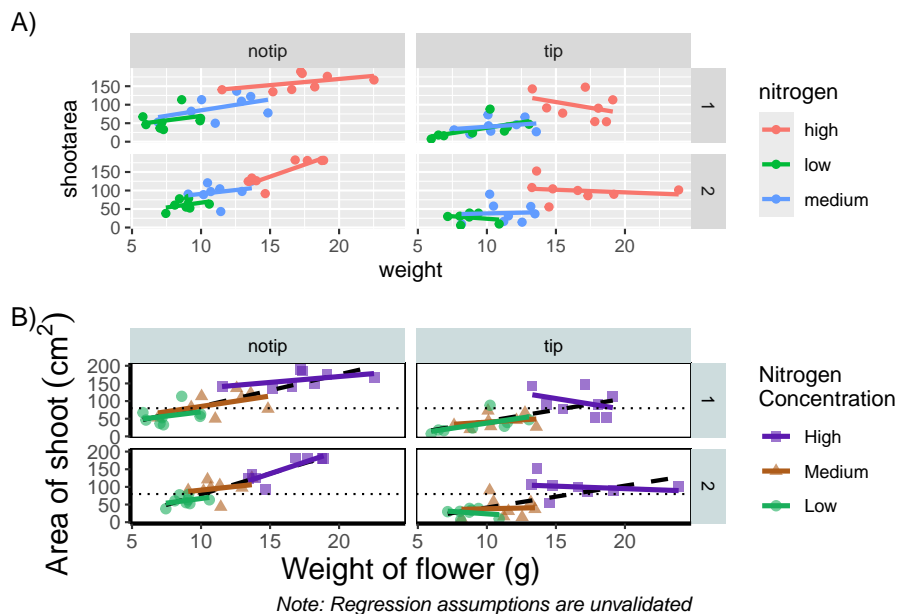 A)
notip tip
150
100
50
0
1
150
100
50
0
2
shootarea
5 10 15 20 5 10 15 20
weight
nitrogen
high
low
medium
B)
notip tip
200
150
100
50
0
1
200
150
100
50
0
2
Area of shoot (cm²)
5 10 15 20 5 10 15 20
Weight of flower (g)
Note: Regression assumptions are unvalidated
Nitrogen
Concentration
High
Medium
Low